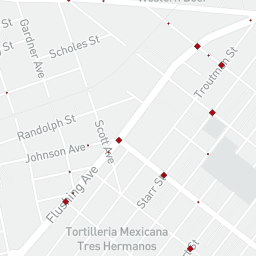 Gardner Ave
Scholes St
Troutman St
Randolph St
Scott Ave
Johnson Ave
Flushing Ave
Starr St
Tortilleria Mexicana
Tres Hermanos